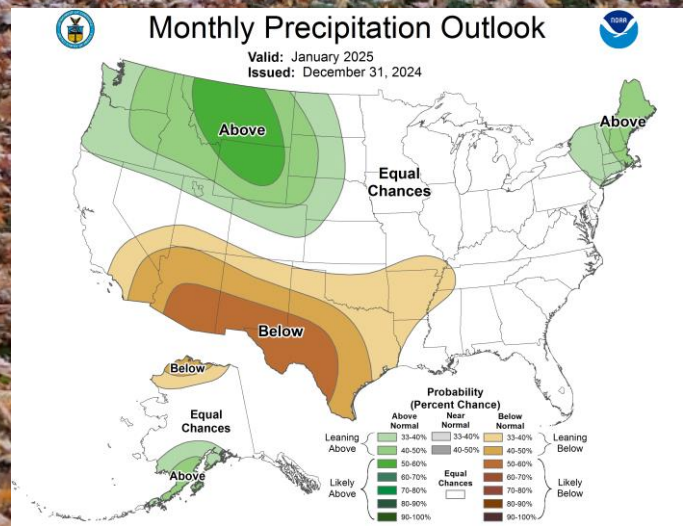 Monthly Precipitation Outlook
NOAA
Valid: January 2025
Issued: December 31, 2024
Above
Above
Equal
Chances
Below
Below
Equal
Chances
Above
Probability
(Percent Chance)
Above Normal
Near Normal
Below Normal
Leaning Above
33-40%
33-40%
33-40%
Leaning Below
40-50%
40-50%
40-50%
Likely Above
50-60%
Equal Chances
50-60%
Likely Below
60-70%
60-70%
70-80%
70-80%
80-90%
80-90%
90-100%
90-100%